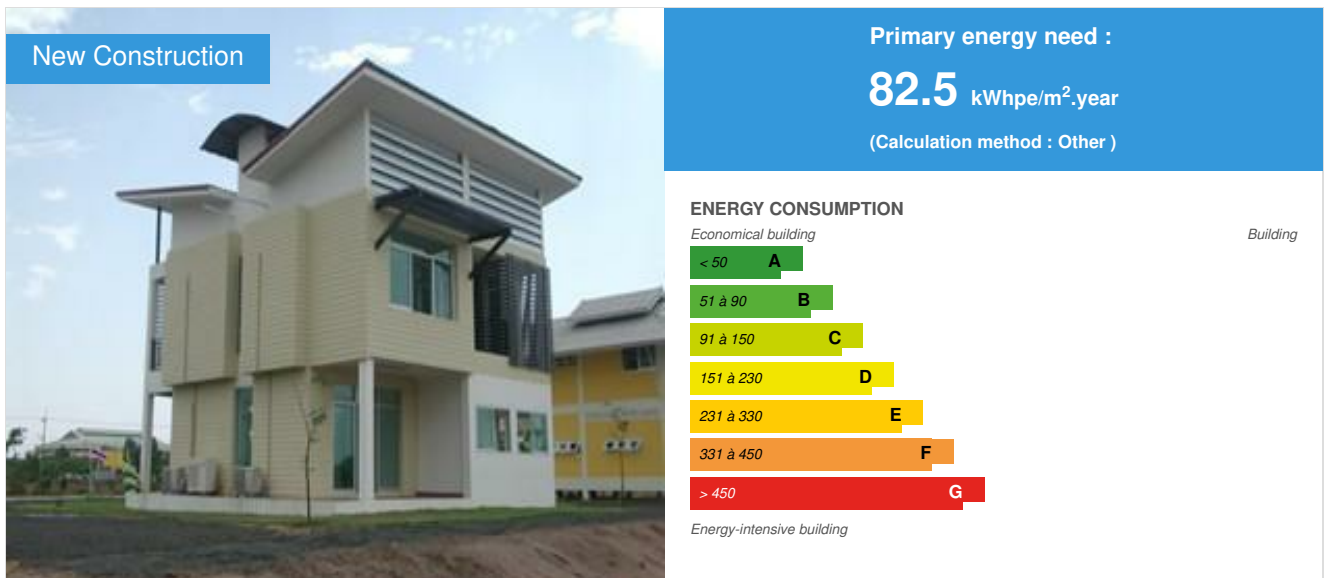 New Construction
Primary energy need :
82.5 kWhpe/m².year
(Calculation method : Other )
ENERGY CONSUMPTION
Economical building
Building
< 50 A
51 à 90 B
91 à 150 C
151 à 230 D
231 à 330 E
331 à 450 F
> 450 G
Energy-intensive building